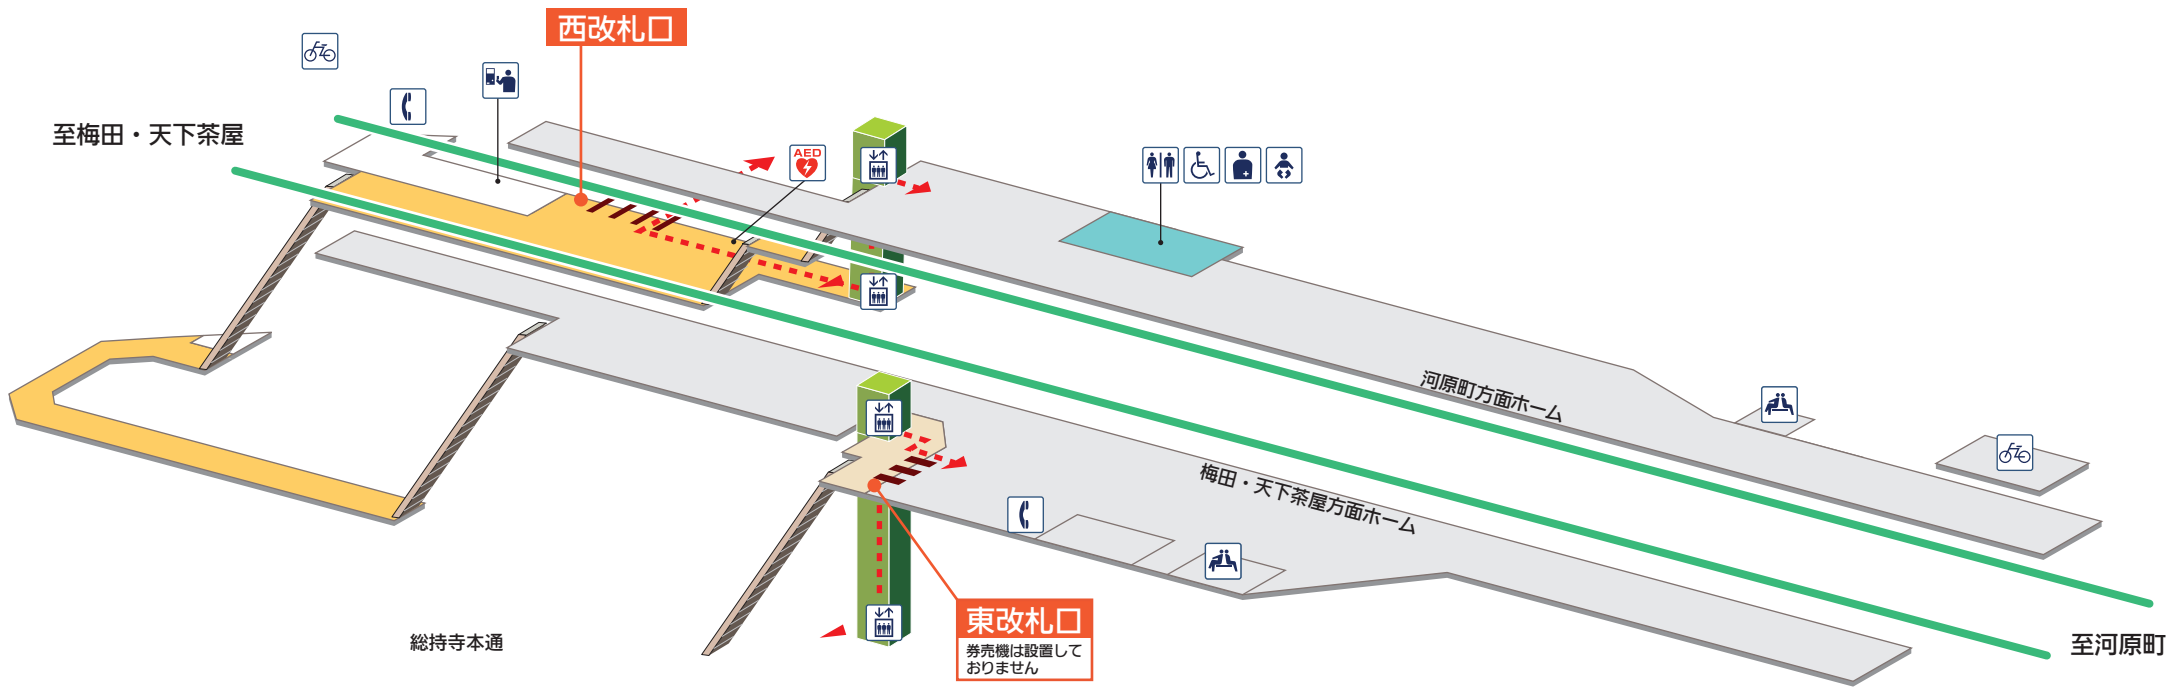 西改札口
至梅田・天下茶屋
AED
河原町方面ホーム
梅田・天下茶屋方面ホーム
東改札口
券売機は設置して
おりません
総持寺本通
至河原町